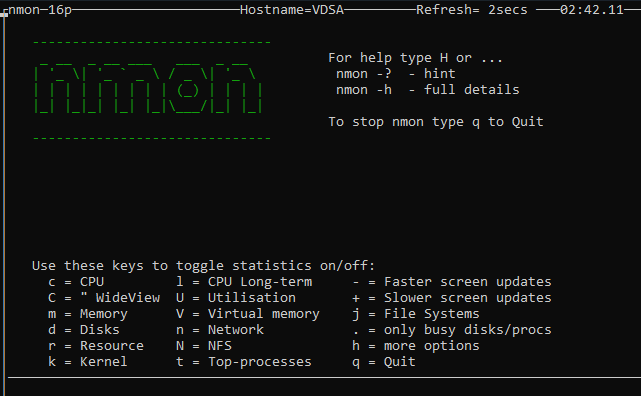 nmon-16p Hostname=VDSA Refresh= 2secs 02:42.11
nmon
For help type H or ...
nmon -? - hint
nmon -h - full details
To stop nmon type q to Quit
Use these keys to toggle statistics on/off:
c = CPU l = CPU Long-term - = Faster screen updates
C = " WideView U = Utilisation + = Slower screen updates
m = Memory V = Virtual memory j = File Systems
d = Disks n = Network . = only busy disks/procs
r = Resource N = NFS h = more options
k = Kernel t = Top-processes q = Quit